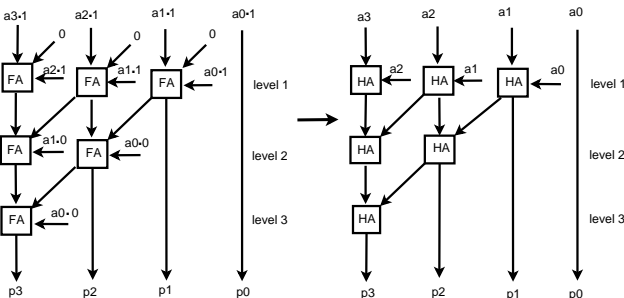 a3·1 a2·1 a1·1 a0·1 a3 a2 a1 a0
0 0 0
FA a2·1 FA a1·1 FA a0·1 level 1 HA a2 HA a1 HA a0 level 1
FA a1·0 FA a0·0 level 2 HA HA level 2
FA a0·0 level 3 HA level 3
p3 p2 p1 p0 p3 p2 p1 p0